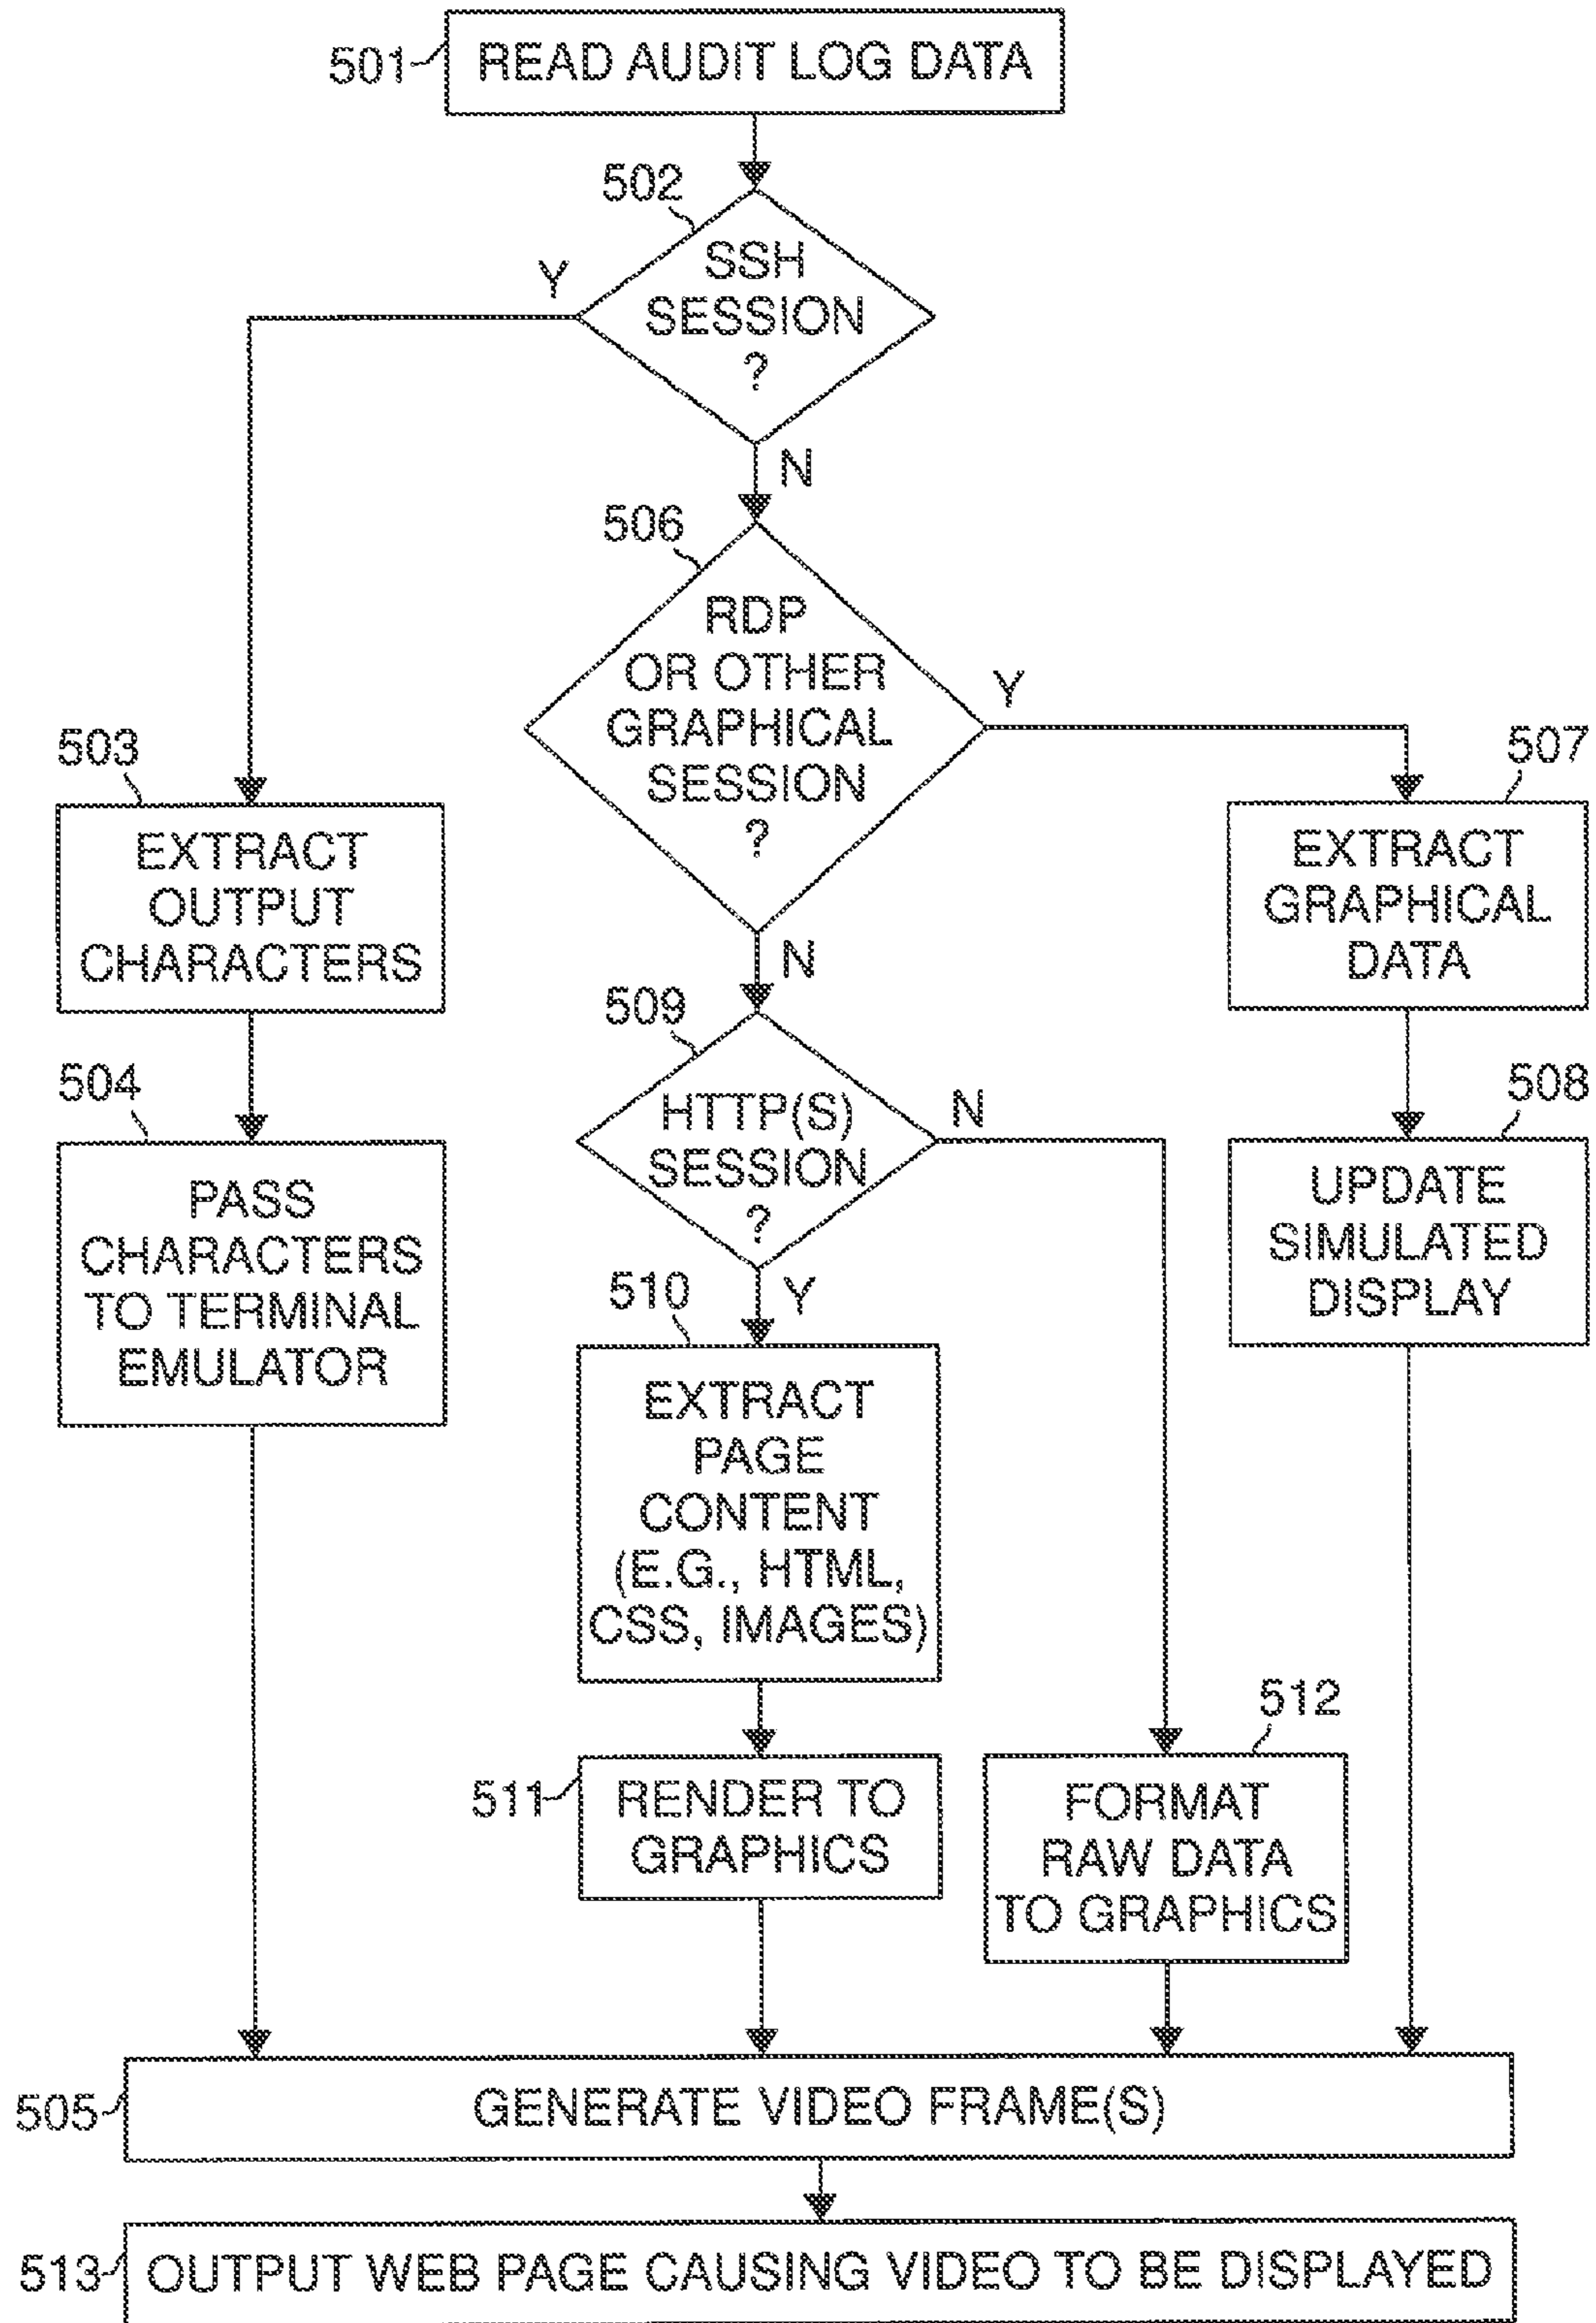 501
READ AUDIT LOG DATA
502
SSH
SESSION
?
Y
N
506
RDP
OR OTHER
GRAPHICAL
SESSION
?
Y
N
503
EXTRACT
OUTPUT
CHARACTERS
507
EXTRACT
GRAPHICAL
DATA
504
PASS
CHARACTERS
TO TERMINAL
EMULATOR
509
HTTP(S)
SESSION
?
N
Y
508
UPDATE
SIMULATED
DISPLAY
510
EXTRACT
PAGE
CONTENT
(E.G., HTML,
CSS, IMAGES)
511
RENDER TO
GRAPHICS
512
FORMAT
RAW DATA
TO GRAPHICS
505
GENERATE VIDEO FRAME(S)
513
OUTPUT WEB PAGE CAUSING VIDEO TO BE DISPLAYED